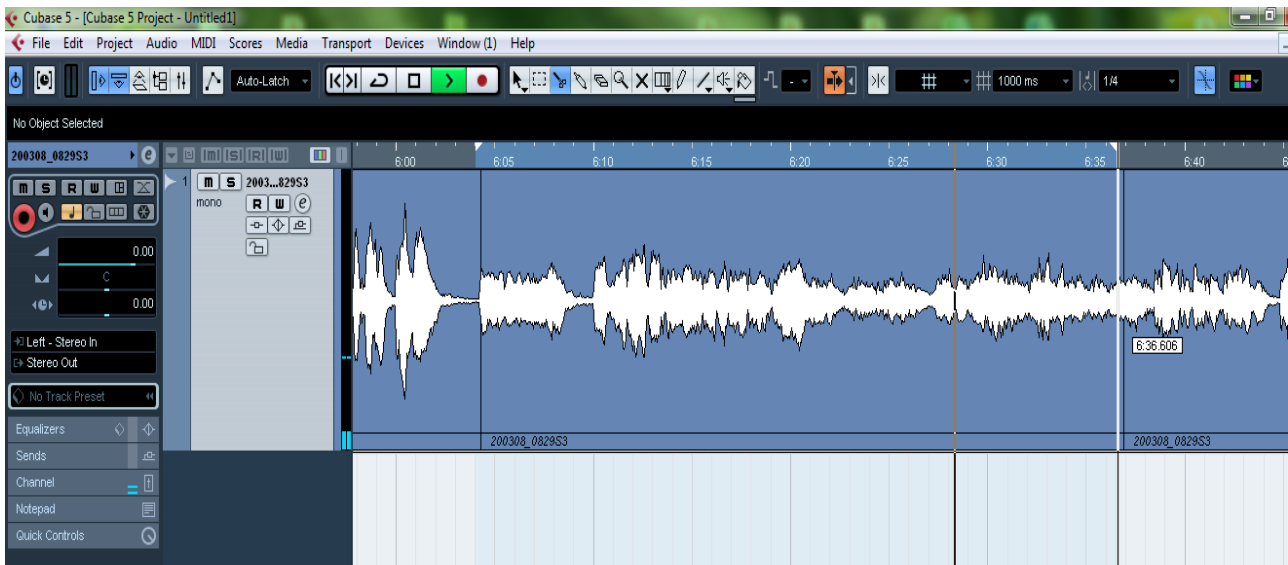 Cubase 5 - [Cubase 5 Project - Untitled1]
File Edit Project Audio MIDI Scores Media Transport Devices Window (1) Help
Auto-Latch
1000 ms
1/4
No Object Selected
200308_0829S3
m S R W
0.00
C
0.00
Left - Stereo In
Stereo Out
No Track Preset
Equalizers
Sends
Channel
Notepad
Quick Controls
[m] [S] [R] [W]
1 m S 2003...829S3
mono R W e
6:00 6:05 6:10 6:15 6:20 6:25 6:30 6:35 6:40
6:36.606
200308_0829S3 200308_0829S3